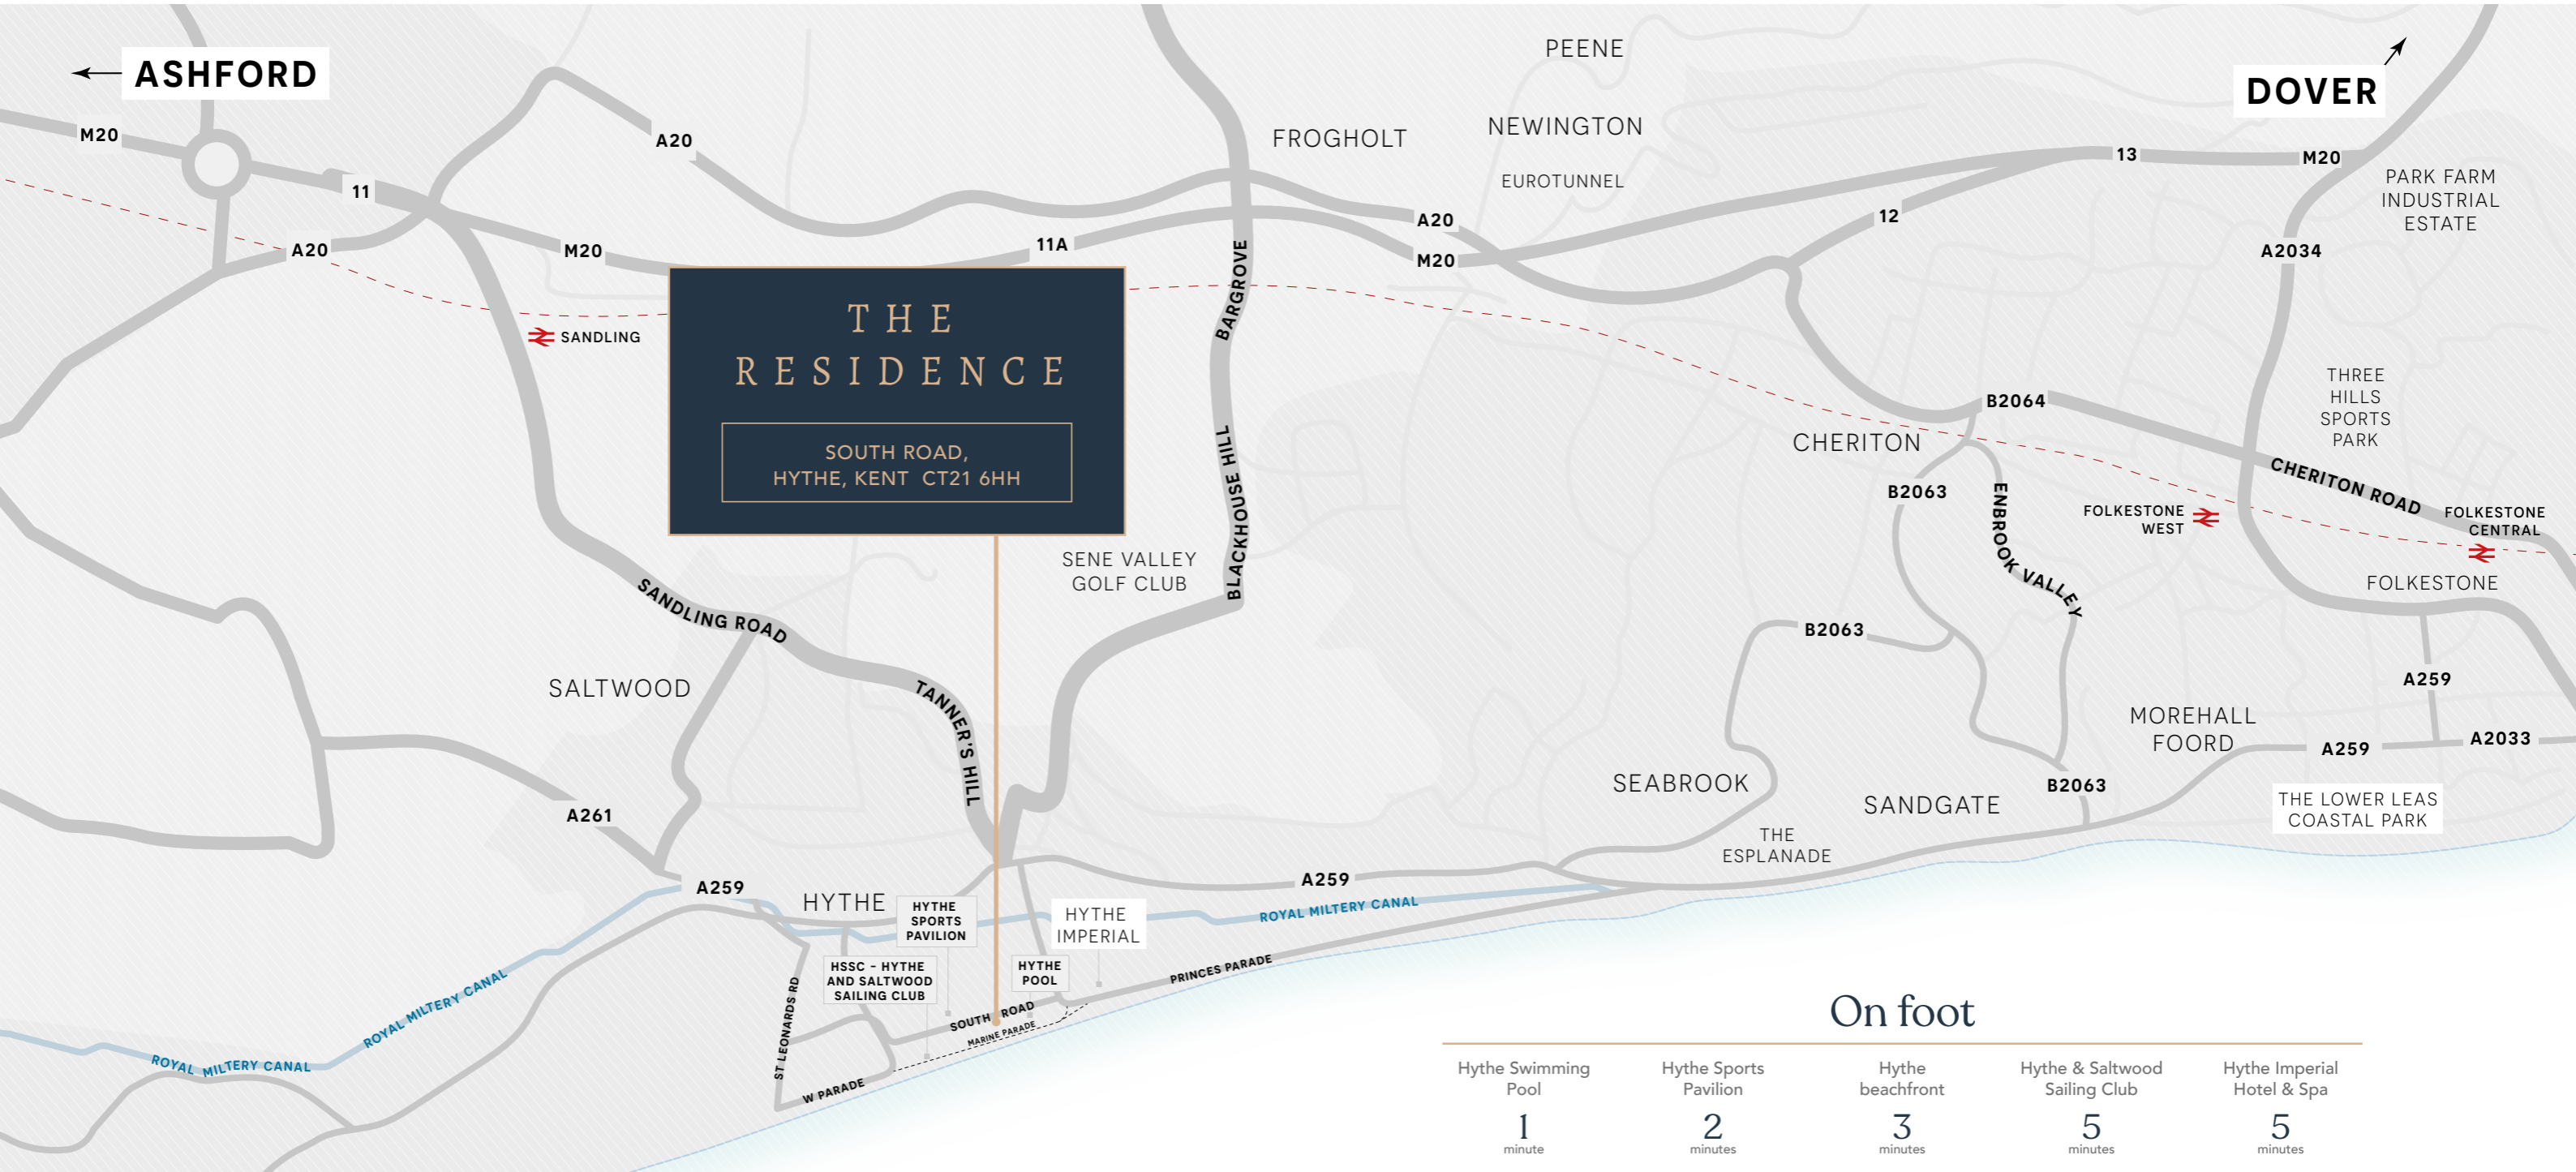 PEENE
ASHFORD
DOVER
M20
A20
FROGHOLT
NEWINGTON
13
M20
EUROTUNNEL
PARK FARM
INDUSTRIAL
ESTATE
11
12
A20
A20
M20
11A
M20
A2034
BARGROVE
THE
RESIDENCE
SOUTH ROAD,
HYTHE, KENT CT21 6HH
SANDLING
THREE
HILLS
SPORTS
PARK
B2064
CHERITON
CHERITON ROAD
B2063
ENBROOK VALLEY
FOLKESTONE
WEST
FOLKESTONE
CENTRAL
BLACKHOUSE HILL
SENE VALLEY
GOLF CLUB
FOLKESTONE
SANDLING ROAD
B2063
SALTWOOD
TANNER'S HILL
A259
MOREHALL
FOORD
A259
A2033
SEABROOK
B2063
SANDGATE
THE LOWER LEAS
COASTAL PARK
A261
THE
ESPLANADE
A259
A259
HYTHE
HYTHE
SPORTS
PAVILION
HYTHE
IMPERIAL
ROYAL MILTERY CANAL
HSSC - HYTHE
AND SALTWOOD
SAILING CLUB
HYTHE
POOL
PRINCES PARADE
ROYAL MILTERY CANAL
ROYAL MILTERY CANAL
ST LEONARDS RD
SOUTH ROAD
MARINE PARADE
W PARADE
On foot
Hythe Swimming
Pool
1
minute
Hythe Sports
Pavilion
2
minutes
Hythe
beachfront
3
minutes
Hythe & Saltwood
Sailing Club
5
minutes
Hythe Imperial
Hotel & Spa
5
minutes